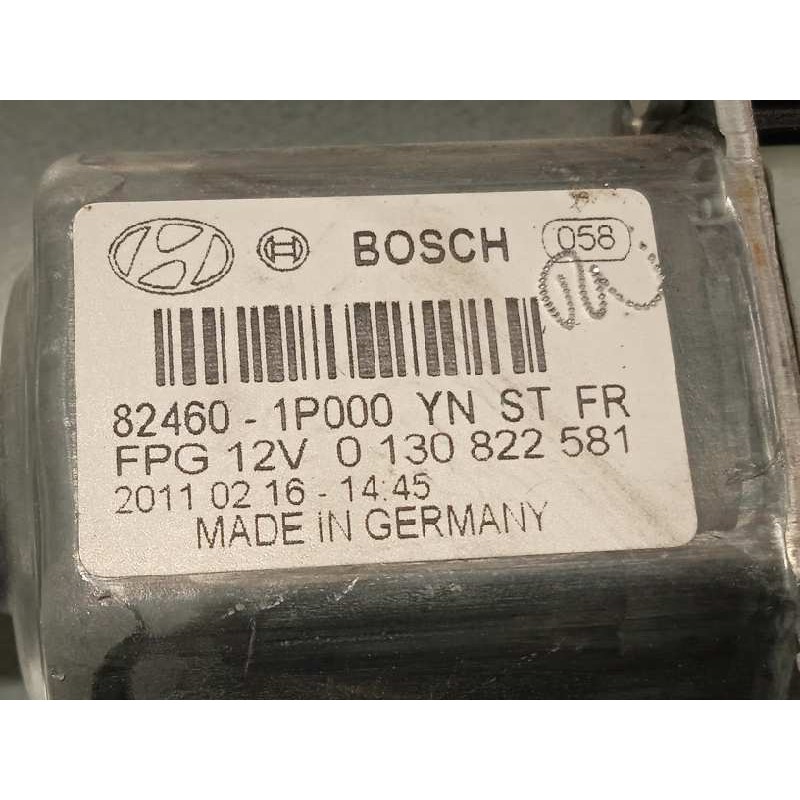 BOSCH 058
82460 - 1P000 YN ST FR
FPG 12V 0 130 822 581
2011 02 16 - 14:45
MADE iN GERMANY